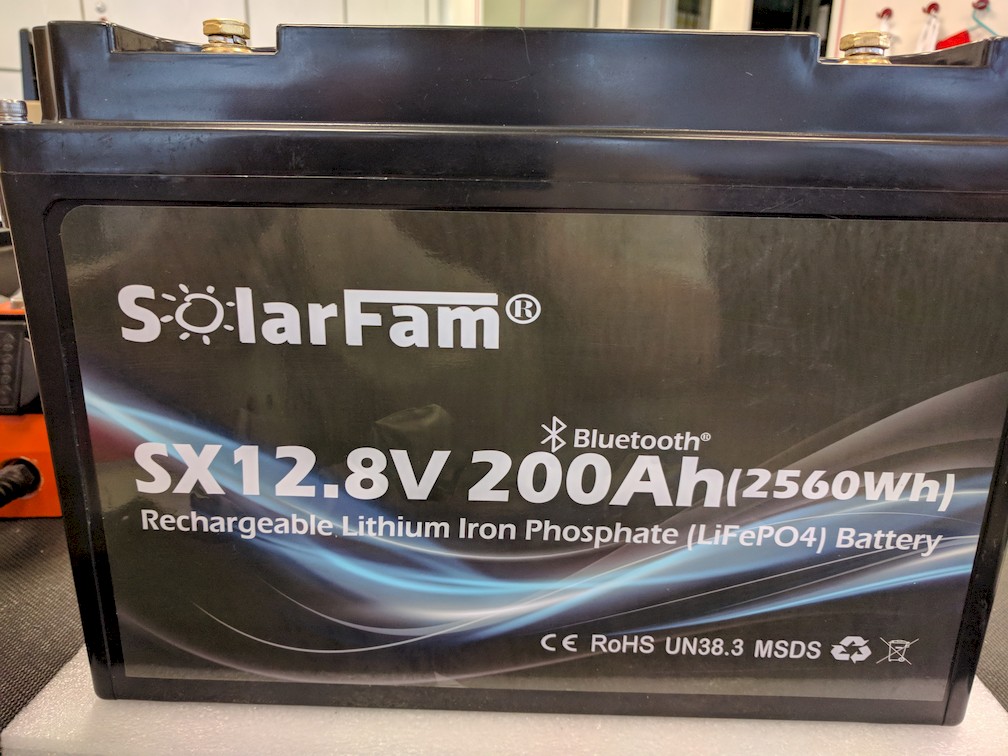 SolarFam®
Bluetooth®
SX12.8V 200Ah(2560Wh)
Rechargeable Lithium Iron Phosphate (LiFePO4) Battery
CE RoHS UN38.3 MSDS